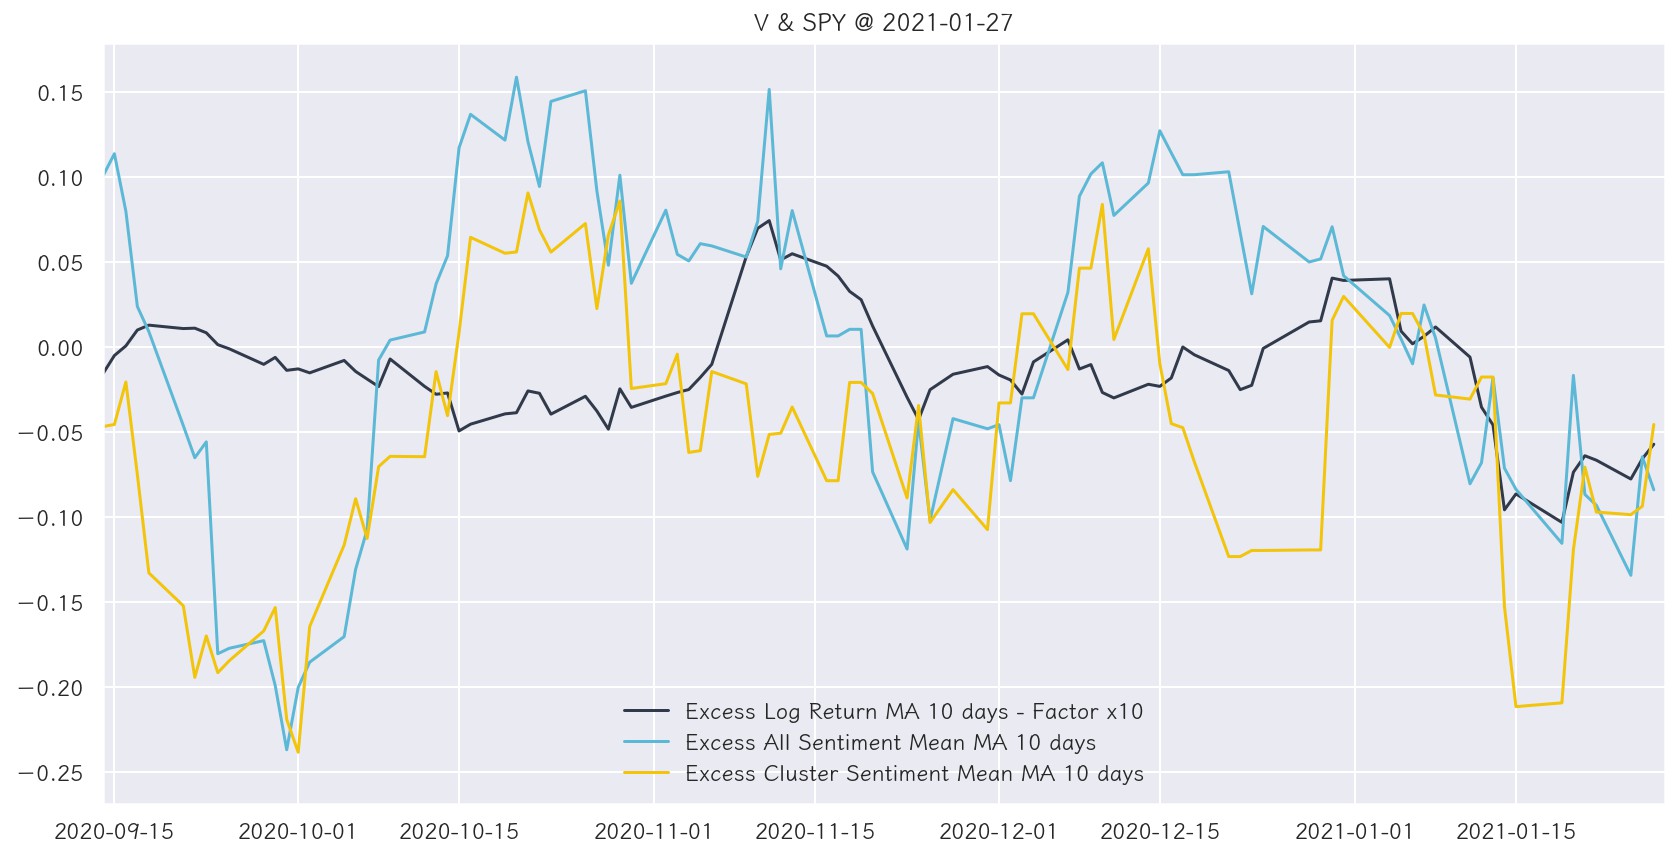 V & SPY @ 2021-01-27
0.15
0.10
0.05
0.00
−0.05
−0.10
−0.15
−0.20
−0.25
Excess Log Return MA 10 days - Factor x10
Excess All Sentiment Mean MA 10 days
Excess Cluster Sentiment Mean MA 10 days
2020-09-15 2020-10-01 2020-10-15 2020-11-01 2020-11-15 2020-12-01 2020-12-15 2021-01-01 2021-01-15